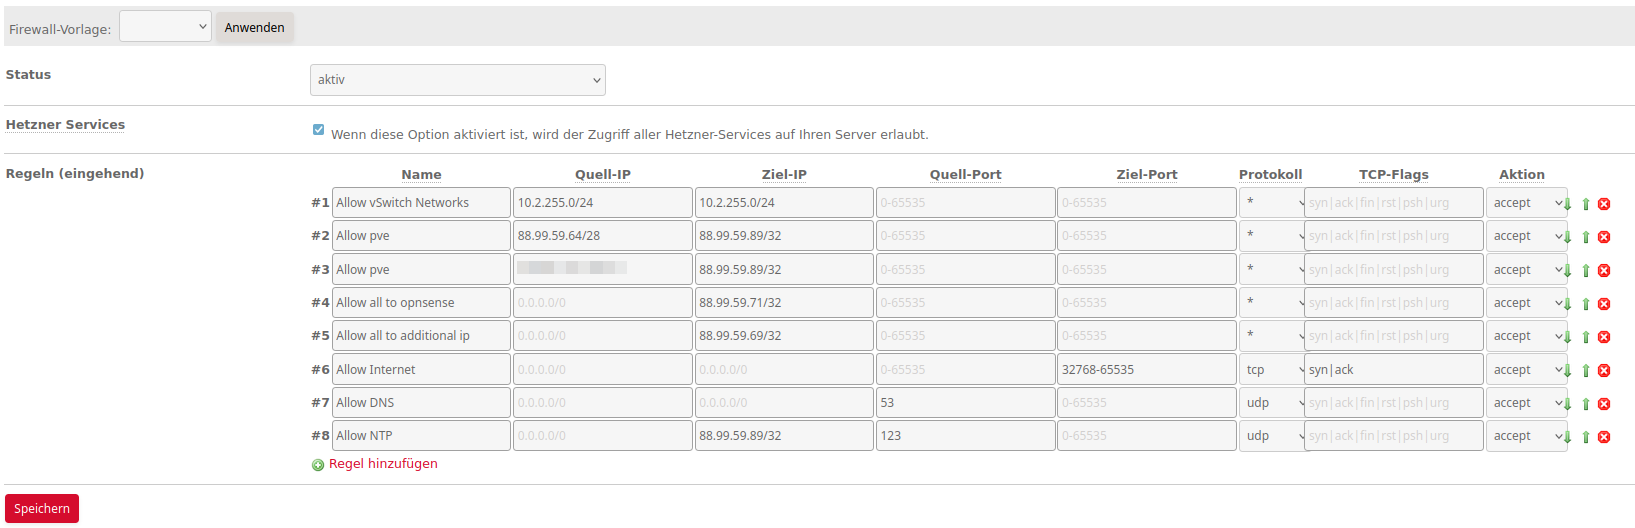 Firewall-Vorlage: Anwenden
Status aktiv
Hetzner Services Wenn diese Option aktiviert ist, wird der Zugriff aller Hetzner-Services auf Ihren Server erlaubt.
Regeln (eingehend) Name Quell-IP Ziel-IP Quell-Port Ziel-Port Protokoll TCP-Flags Aktion
#1 Allow vSwitch Networks 10.2.255.0/24 10.2.255.0/24 0-65535 0-65535 * syn|ack|fin|rst|psh|urg accept
#2 Allow pve 88.99.59.64/28 88.99.59.89/32 0-65535 0-65535 * syn|ack|fin|rst|psh|urg accept
#3 Allow pve 88.99.59.89/32 0-65535 0-65535 * syn|ack|fin|rst|psh|urg accept
#4 Allow all to opnsense 0.0.0.0/0 88.99.59.71/32 0-65535 0-65535 * syn|ack|fin|rst|psh|urg accept
#5 Allow all to additional ip 0.0.0.0/0 88.99.59.69/32 0-65535 0-65535 * syn|ack|fin|rst|psh|urg accept
#6 Allow Internet 0.0.0.0/0 0.0.0.0/0 0-65535 32768-65535 tcp syn|ack accept
#7 Allow DNS 0.0.0.0/0 0.0.0.0/0 53 0-65535 udp syn|ack|fin|rst|psh|urg accept
#8 Allow NTP 0.0.0.0/0 88.99.59.89/32 123 0-65535 udp syn|ack|fin|rst|psh|urg accept
Regel hinzufügen
Speichern